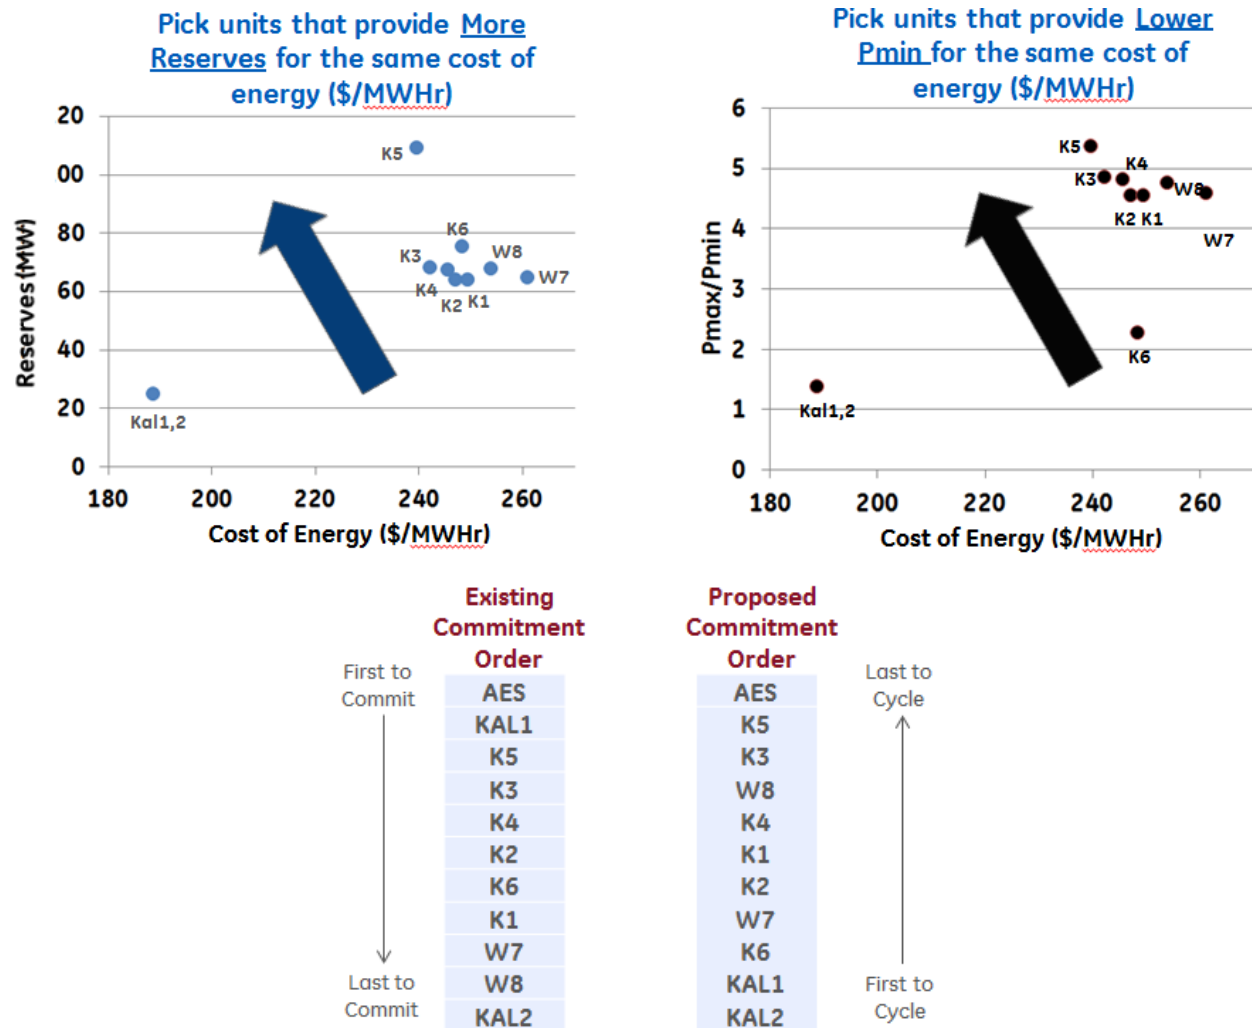 Pick units that provide More
Reserves for the same cost of
energy ($/MWHr)
20
00
80
60
40
20
0
Reserves(MW)
K5
K6
K3
W8
K4
W7
K2
K1
Kal1,2
180
200
220
240
260
Cost of Energy ($/MWHr)
Pick units that provide Lower
Pmin for the same cost of
energy ($/MWHr)
6
5
4
3
2
1
0
Pmax/Pmin
K5
K4
K3
W8
K2 K1
W7
K6
Kal1,2
180
200
220
240
260
Cost of Energy ($/MWHr)
Existing
Commitment
Order
First to
Commit
Last to
Commit
AES
KAL1
K5
K3
K4
K2
K6
K1
W7
W8
KAL2
Proposed
Commitment
Order
AES
K5
K3
W8
K4
K1
K2
W7
K6
KAL1
KAL2
Last to
Cycle
First to
Cycle